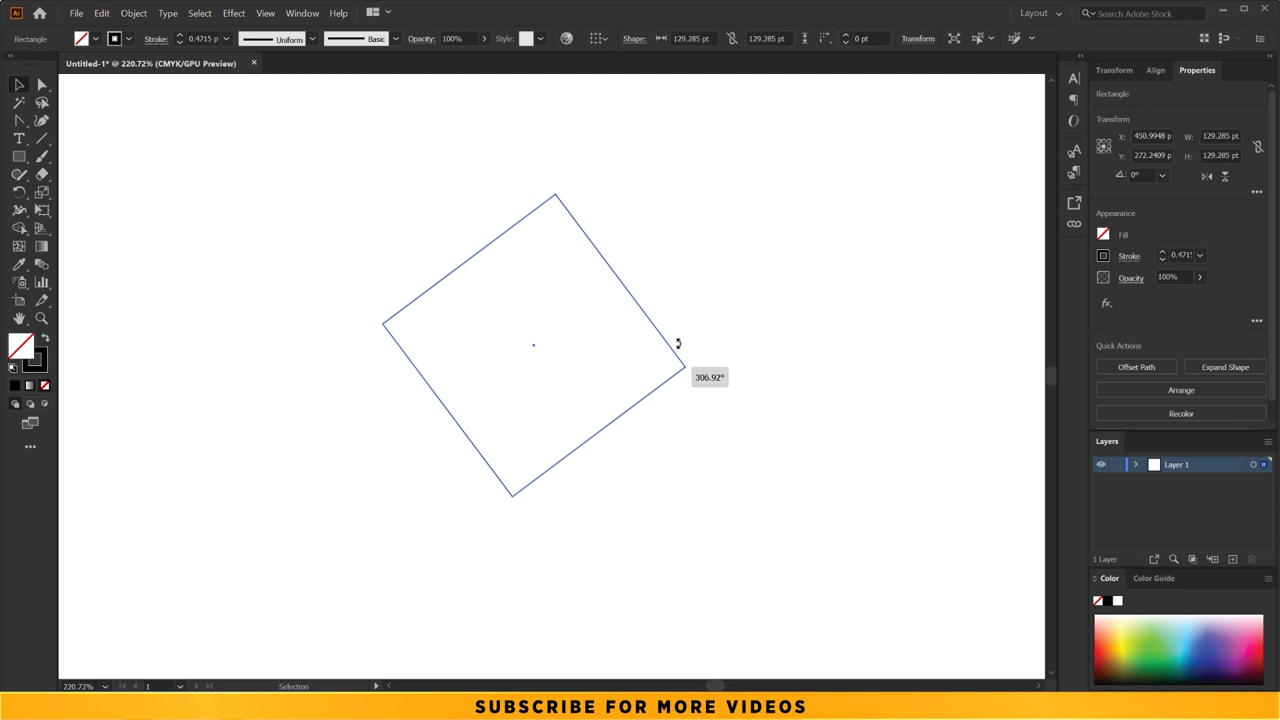 Ai File Edit Object Type Select Effect View Window Help Layout Search Adobe Stock
Rectangle Stroke: 0.4715 p Uniform Basic Opacity: 100% Style: Shape: 129.285 pt 129.285 pt 0 pt Transform
Untitled-1* @ 220.72% (CMYK/GPU Preview) ×
Transform Align Properties
Rectangle
Transform
X: 450.9948 p W: 129.285 pt
Y: 272.2409 p H: 129.285 pt
0°
Appearance
Fill
Stroke 0.471
Opacity 100%
fx.
Quick Actions
Offset Path Expand Shape
Arrange
Recolor
306.92°
Layers
Layer 1
1 Layer
Color Color Guide
220.72% 1 Selection
SUBSCRIBE FOR MORE VIDEOS